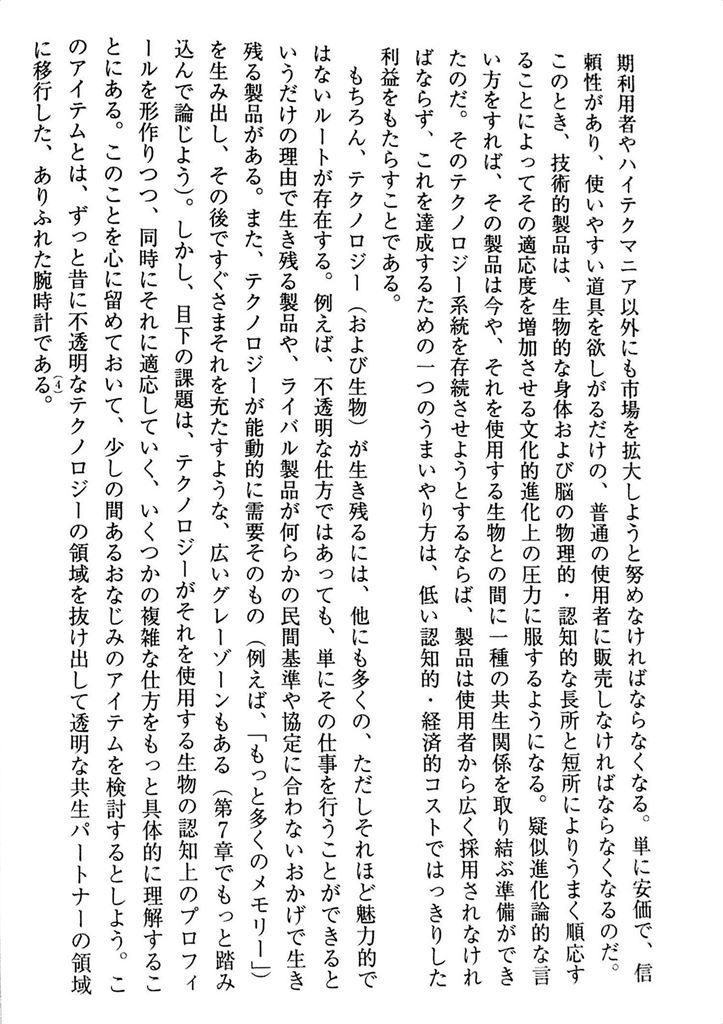 期利用者やハイテクマニア以外にも市場を拡大しようと努めなければならなくなる。単に安価で、信
頼性があり、使いやすい道具を欲しがるだけの、普通の使用者に販売しなければならなくなるのだ。
このとき、技術的製品は、生物的な身体および脳の物理的・認知的な長所と短所によりうまく順応す
ることによってその適応度を増加させる文化的進化上の圧力に服するようになる。疑似進化論的な言
い方をすれば、その製品は今や、それを使用する生物との間に一種の共生関係を取り結ぶ準備ができ
たのだ。そのテクノロジー系統を存続させようとするならば、製品は使用者から広く採用されなけれ
ばならず、これを達成するための一つのうまいやり方は、低い認知的・経済的コストではっきりした
利益をもたらすことである。
もちろん、テクノロジー（および生物）が生き残るには、他にも多くの、ただしそれほど魅力的で
はないルートが存在する。例えば、不透明な仕方ではあっても、単にその仕事を行うことができると
いうだけの理由で生き残る製品や、ライバル製品が何らかの民間基準や協定に合わないおかげで生き
残る製品がある。また、テクノロジーが能動的に需要そのもの（例えば、「もっと多くのメモリー」）
を生み出し、その後ですぐさまそれを充たすような、広いグレーゾーンもある（第7章でもっと踏み
込んで論じよう）。しかし、目下の課題は、テクノロジーがそれを使用する生物の認知上のプロフィ
ールを形作りつつ、同時にそれに適応していく、いくつかの複雑な仕方をもっと具体的に理解するこ
とにある。このことを心に留めておいて、少しの間あるおなじみのアイテムを検討するとしよう。こ
のアイテムとは、ずっと昔に不透明なテクノロジーの領域を抜け出して透明な共生パートナーの領域
に移行した、ありふれた腕時計である。(4)